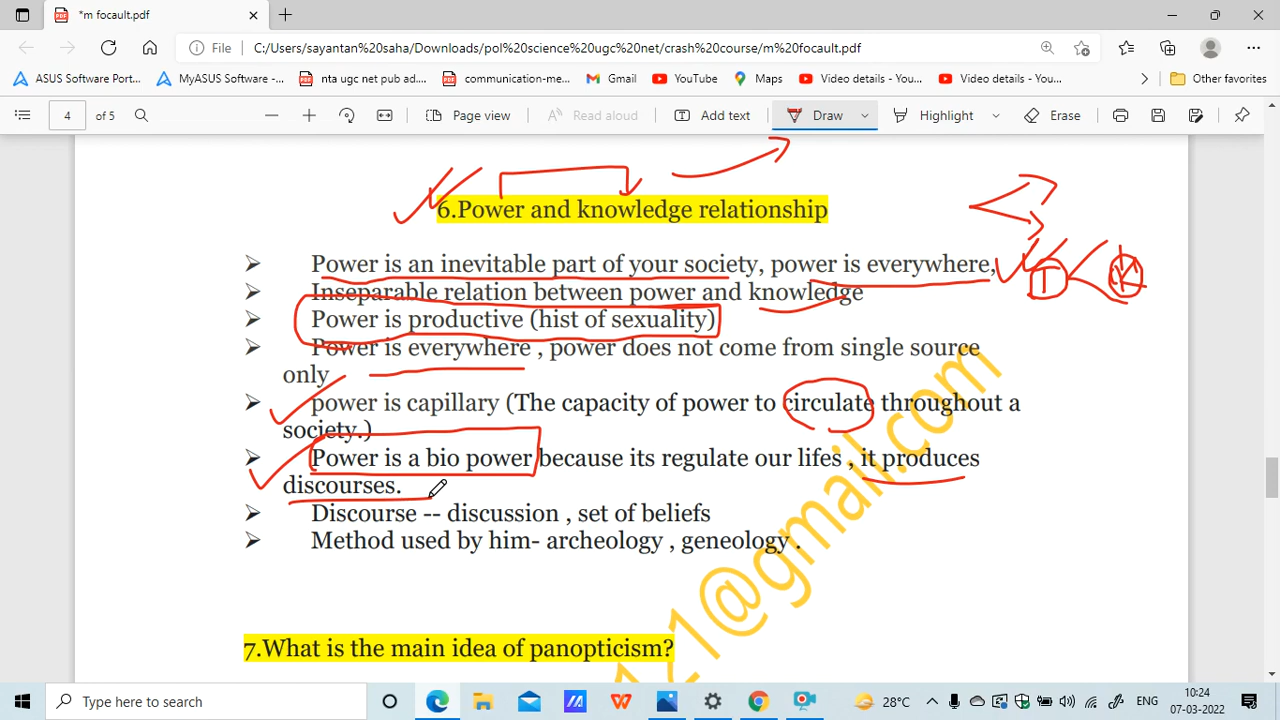 *m focault.pdf
File C:/Users/sayantan%20saha/Downloads/pol%20science%20ugc%20net/crash%20course/m%20focault.pdf
ASUS Software Port... MyASUS Software -... nta ugc net pub ad... communication-me... Gmail YouTube Maps Video details - You... Video details - You... Other favorites
4 of 5 Page view Add text Read aloud Draw Highlight Erase
6.Power and knowledge relationship
Power is an inevitable part of your society, power is everywhere,
Inseparable relation between power and knowledge
Power is productive (hist of sexuality)
Power is everywhere , power does not come from single source
only
power is capillary (The capacity of power to circulate throughout a
society.)
Power is a bio power because its regulate our lifes , it produces
discourses.
Discourse -- discussion , set of beliefs
Method used by him- archeology , geneology .
T K
21@gmail.com
7.What is the main idea of panopticism?
Type here to search
28°C
10:24
07-03-2022